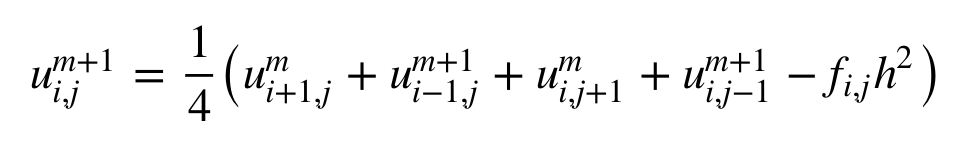 $u_{i,j}^{m+1} = \frac{1}{4}\left(u_{i+1,j}^{m} + u_{i-1,j}^{m+1} + u_{i,j+1}^{m} + u_{i,j-1}^{m+1} - f_{i,j}h^2\right)$